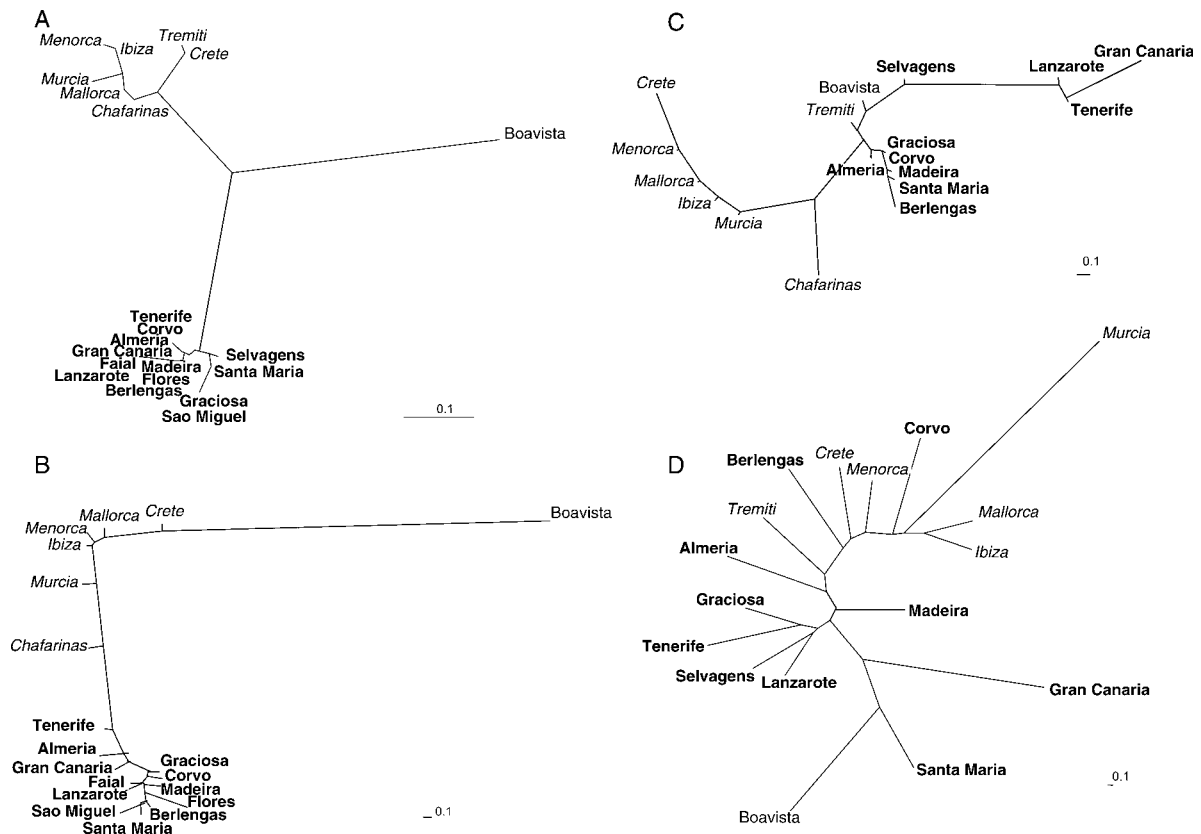 A
Menorca
Ibiza
Tremiti
Crete
Murcia
Mallorca
Chafarinas
Boavista
Tenerife
Corvo
Almeria
Gran Canaria
Faial
Madeira
Lanzarote
Flores
Berlengas
Selvagens
Santa Maria
Graciosa
Sao Miguel
0.1
B
Menorca
Mallorca
Crete
Boavista
Ibiza
Murcia
Chafarinas
Tenerife
Almeria
Gran Canaria
Graciosa
Corvo
Faial
Madeira
Lanzarote
Flores
Sao Miguel
Berlengas
Santa Maria
0.1
C
Crete
Selvagens
Lanzarote
Gran Canaria
Boavista
Tremiti
Tenerife
Menorca
Graciosa
Corvo
Almeria
Madeira
Mallorca
Santa Maria
Ibiza
Berlengas
Murcia
Chafarinas
0.1
D
Murcia
Corvo
Berlengas
Crete
Menorca
Tremiti
Mallorca
Almeria
Ibiza
Graciosa
Madeira
Tenerife
Selvagens
Lanzarote
Gran Canaria
Santa Maria
Boavista
0.1